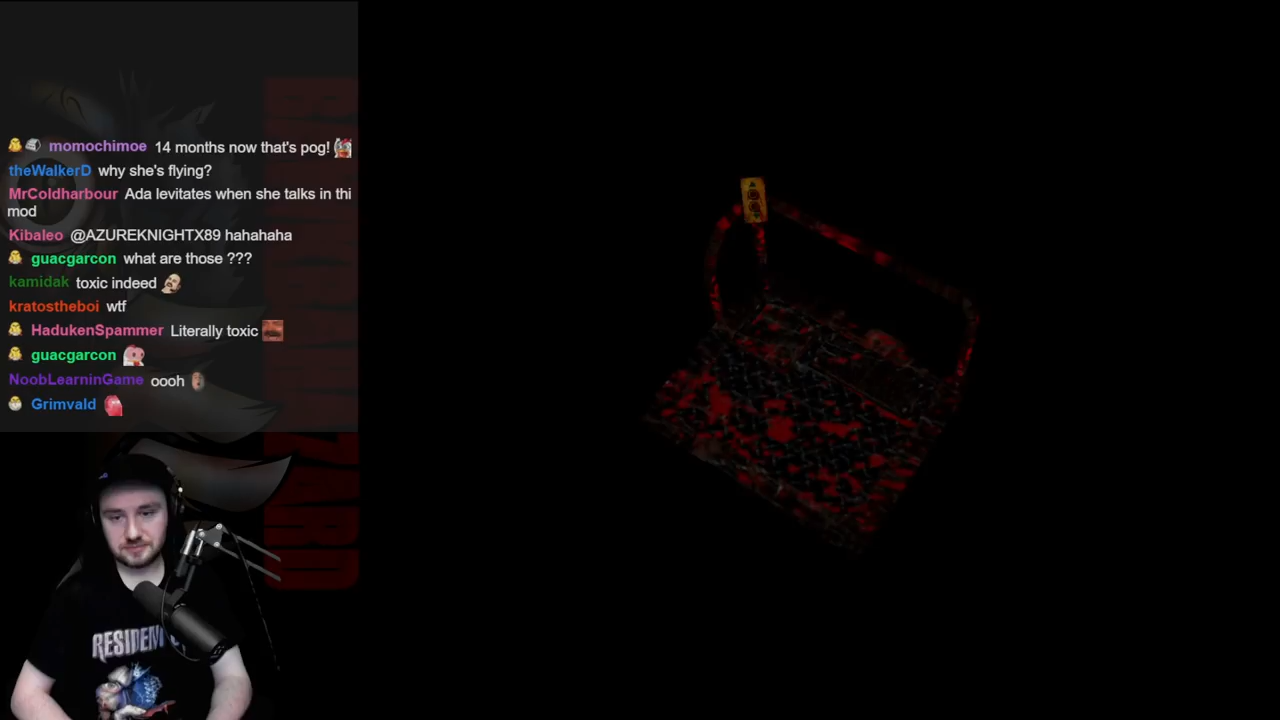 momochimoe 14 months now that's pog!
theWalkerD why she's flying?
MrColdharbour Ada levitates when she talks in thi
mod
Kibaleo @AZUREKNIGHTX89 hahahaha
guacgarcon what are those ???
kamidak toxic indeed
kratostheboi wtf
HadukenSpammer Literally toxic
guacgarcon
NoobLearninGame oooh
Grimvald